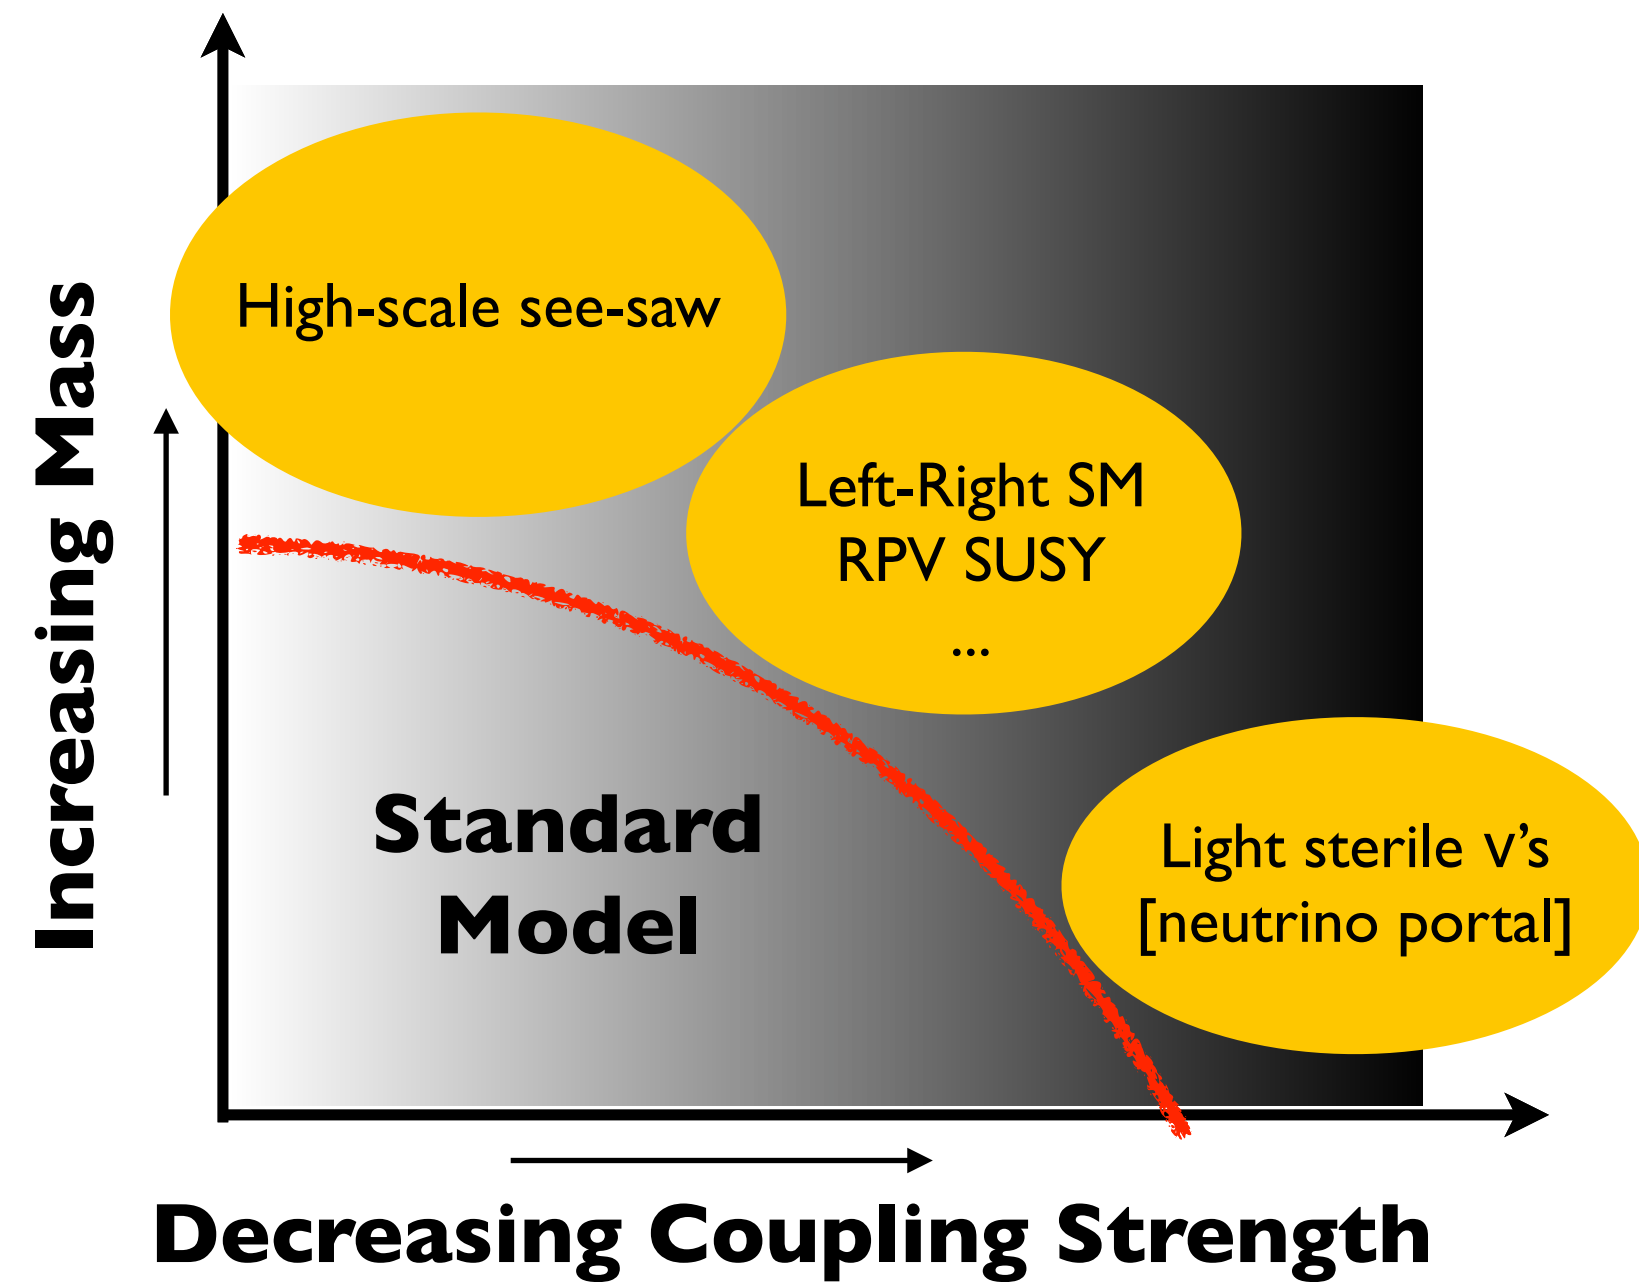 Increasing Mass
High-scale see-saw
Left-Right SM
RPV SUSY
...
Standard
Model
Light sterile ν's
[neutrino portal]
Decreasing Coupling Strength